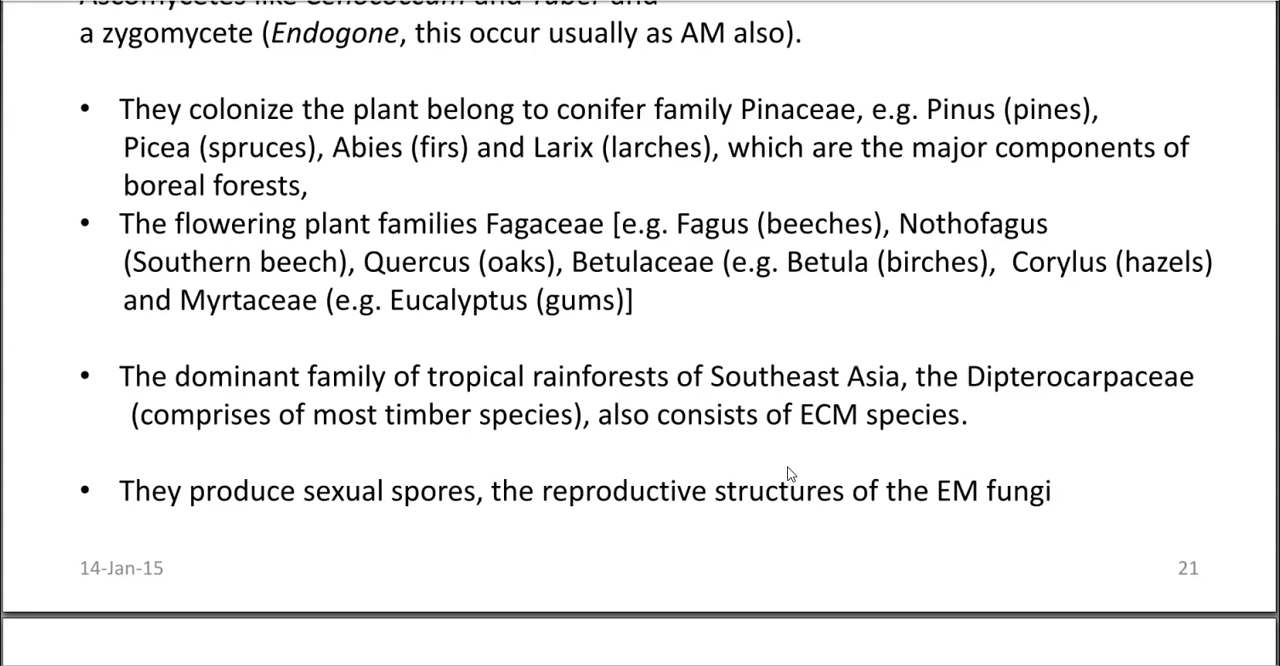 Ascomycetes like Cenococcum and Tuber and
a zygomycete (Endogone, this occur usually as AM also).
• They colonize the plant belong to conifer family Pinaceae, e.g. Pinus (pines),
Picea (spruces), Abies (firs) and Larix (larches), which are the major components of
boreal forests,
• The flowering plant families Fagaceae [e.g. Fagus (beeches), Nothofagus
(Southern beech), Quercus (oaks), Betulaceae (e.g. Betula (birches), Corylus (hazels)
and Myrtaceae (e.g. Eucalyptus (gums)]
• The dominant family of tropical rainforests of Southeast Asia, the Dipterocarpaceae
(comprises of most timber species), also consists of ECM species.
• They produce sexual spores, the reproductive structures of the EM fungi
14-Jan-15
21